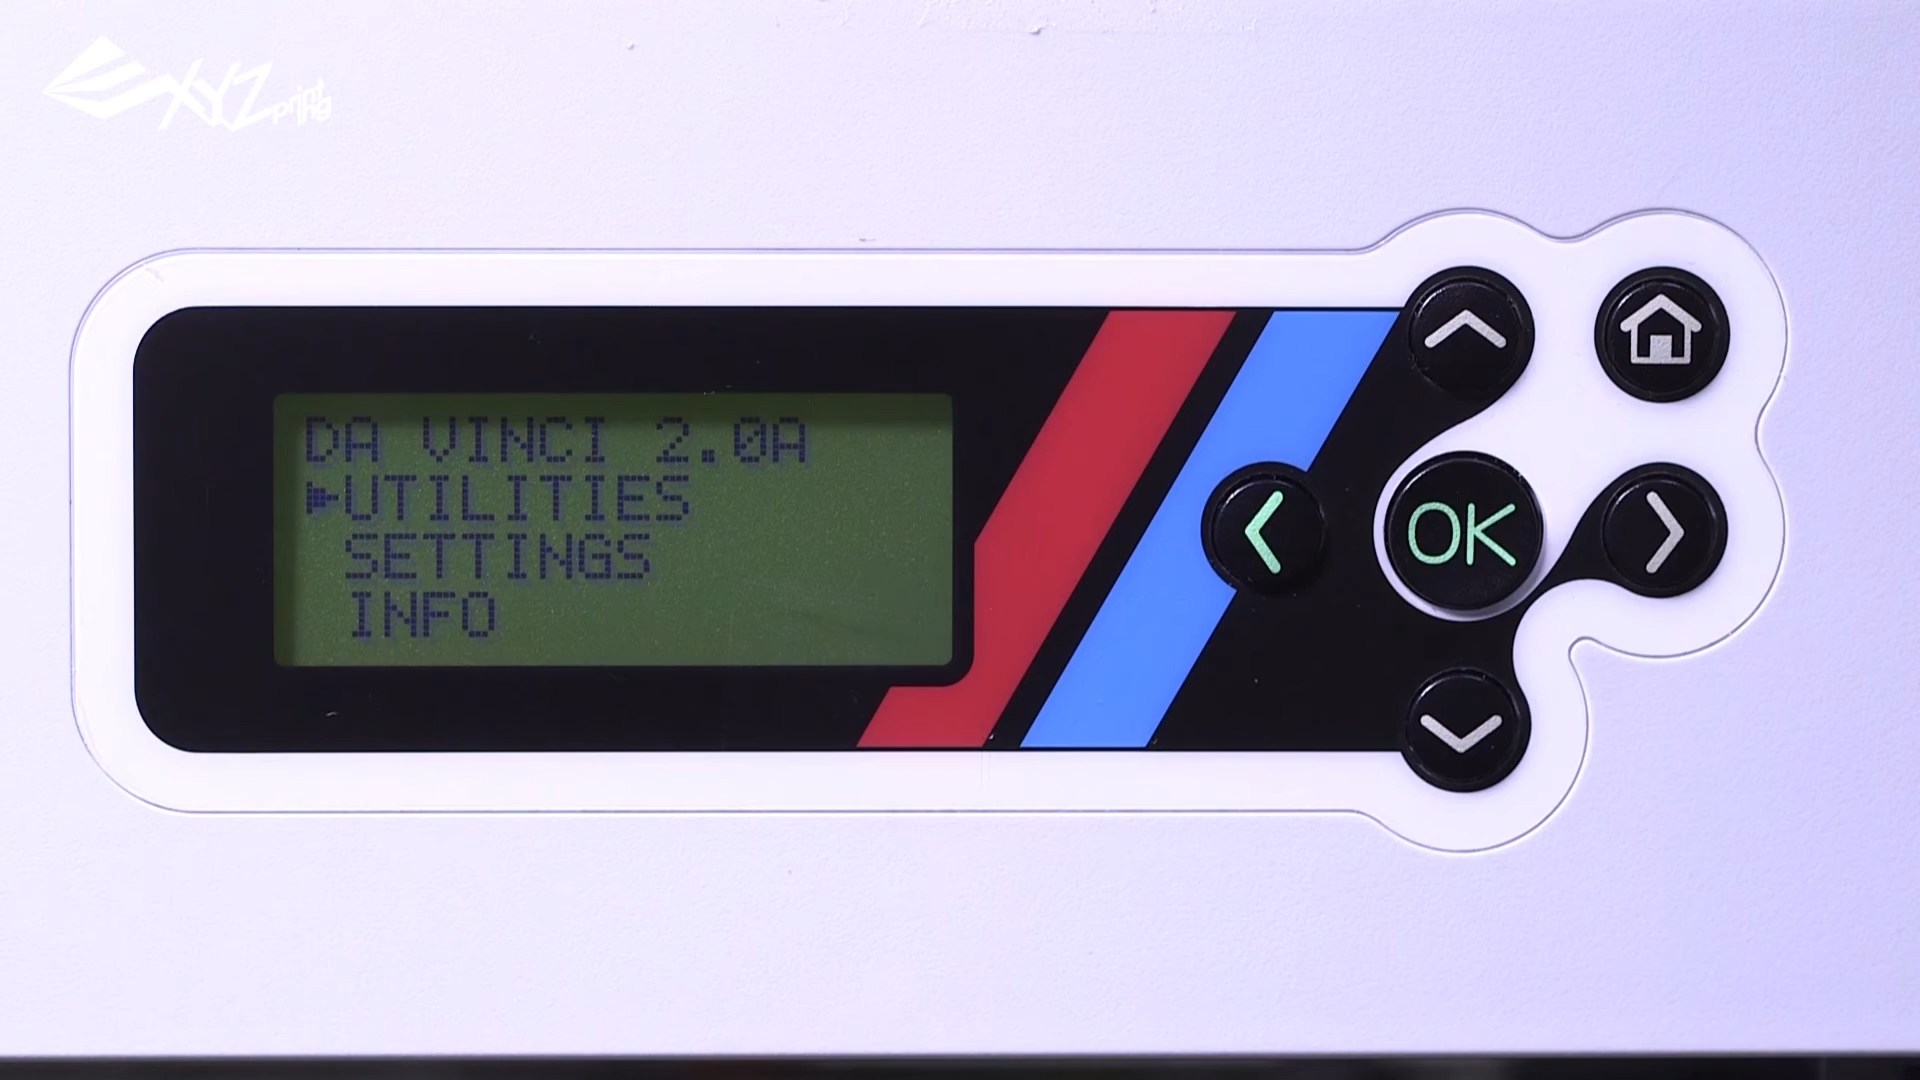 XYZprinting
DA VINCI 2.0A
UTILITIES
SETTINGS
INFO
OK